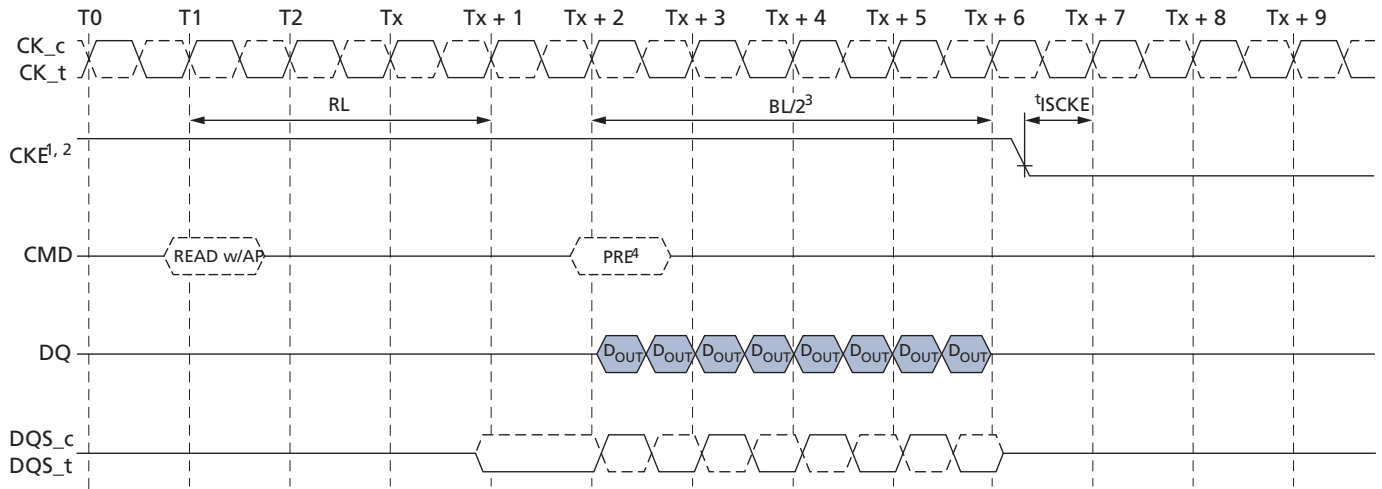 T0 T1 T2 Tx Tx + 1 Tx + 2 Tx + 3 Tx + 4 Tx + 5 Tx + 6 Tx + 7 Tx + 8 Tx + 9
CK_c
CK_t
RL BL/2³ tISCKE
CKE1, 2
CMD READ w/AP PRE⁴
DQ DOUT DOUT DOUT DOUT DOUT DOUT DOUT DOUT
DQS_c
DQS_t